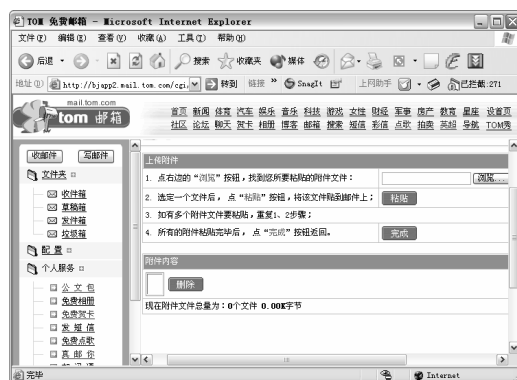 TOM 免费邮箱 - Microsoft Internet Explorer
文件(F) 编辑(E) 查看(V) 收藏(A) 工具(T) 帮助(H)
后退 搜索 收藏夹 媒体
地址(D) http://bjapp2.mail.tom.com/cgi. 转到 链接 » SnagIt 上网助手 已拦截:271
mail.tom.com
tom 邮箱
首页 新闻 体育 汽车 娱乐 音乐 科技 游戏 女性 财经 军事 房产 教育 星座 设首页
社区 论坛 聊天 贺卡 相册 博客 邮箱 搜索 短信 彩信 点歌 拍卖 英超 导航 TOM秀
收邮件 写邮件
文件夹
收件箱
草稿箱
发件箱
垃圾箱
配置
个人服务
公文包
免费相册
免费贺卡
发短信
免费点歌
真邮你
上传附件
1. 点右边的“浏览”按钮,找到您所要粘贴的附件文件: 浏览...
2. 选定一个文件后, 点“粘贴”按钮,将该文件贴到邮件上; 粘贴
3. 如有多个附件文件要粘贴,重复1、2步骤;
4. 所有的附件粘贴完毕后, 点“完成”按钮返回。 完成
附件内容
删除
现在附件文件总量为:0个文件 0.00K字节
完毕 Internet